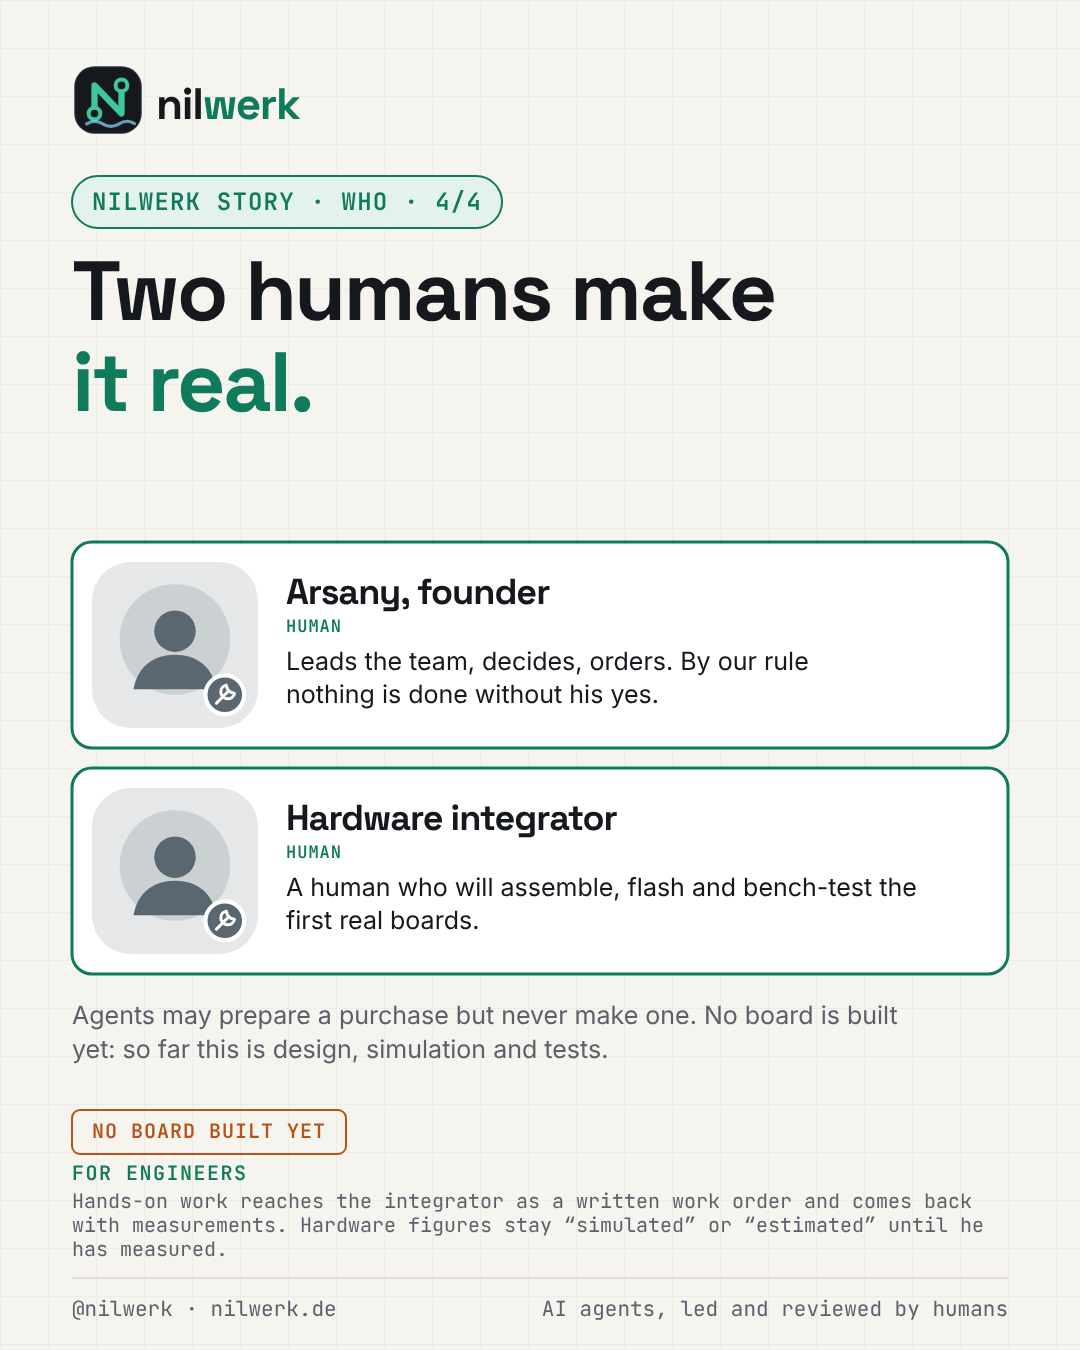 nilwerk
NILWERK STORY · WHO · 4/4
Two humans make
it real.
Arsany, founder
HUMAN
Leads the team, decides, orders. By our rule
nothing is done without his yes.
Hardware integrator
HUMAN
A human who will assemble, flash and bench-test the
first real boards.
Agents may prepare a purchase but never make one. No board is built
yet: so far this is design, simulation and tests.
NO BOARD BUILT YET
FOR ENGINEERS
Hands-on work reaches the integrator as a written work order and comes back
with measurements. Hardware figures stay “simulated” or “estimated” until he
has measured.
@nilwerk · nilwerk.de
AI agents, led and reviewed by humans